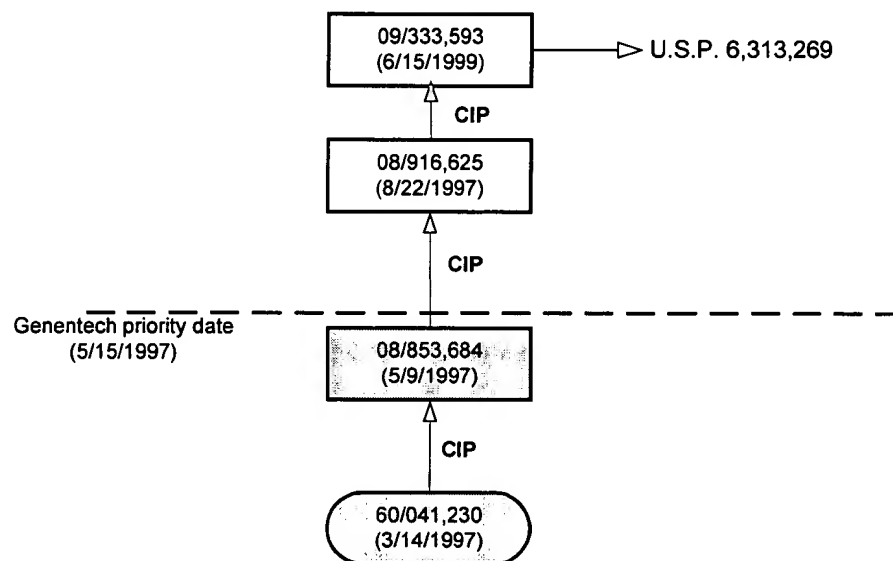 09/333,593
(6/15/1999)
U.S.P. 6,313,269
CIP
08/916,625
(8/22/1997)
CIP
Genentech priority date
(5/15/1997)
08/853,684
(5/9/1997)
CIP
60/041,230
(3/14/1997)